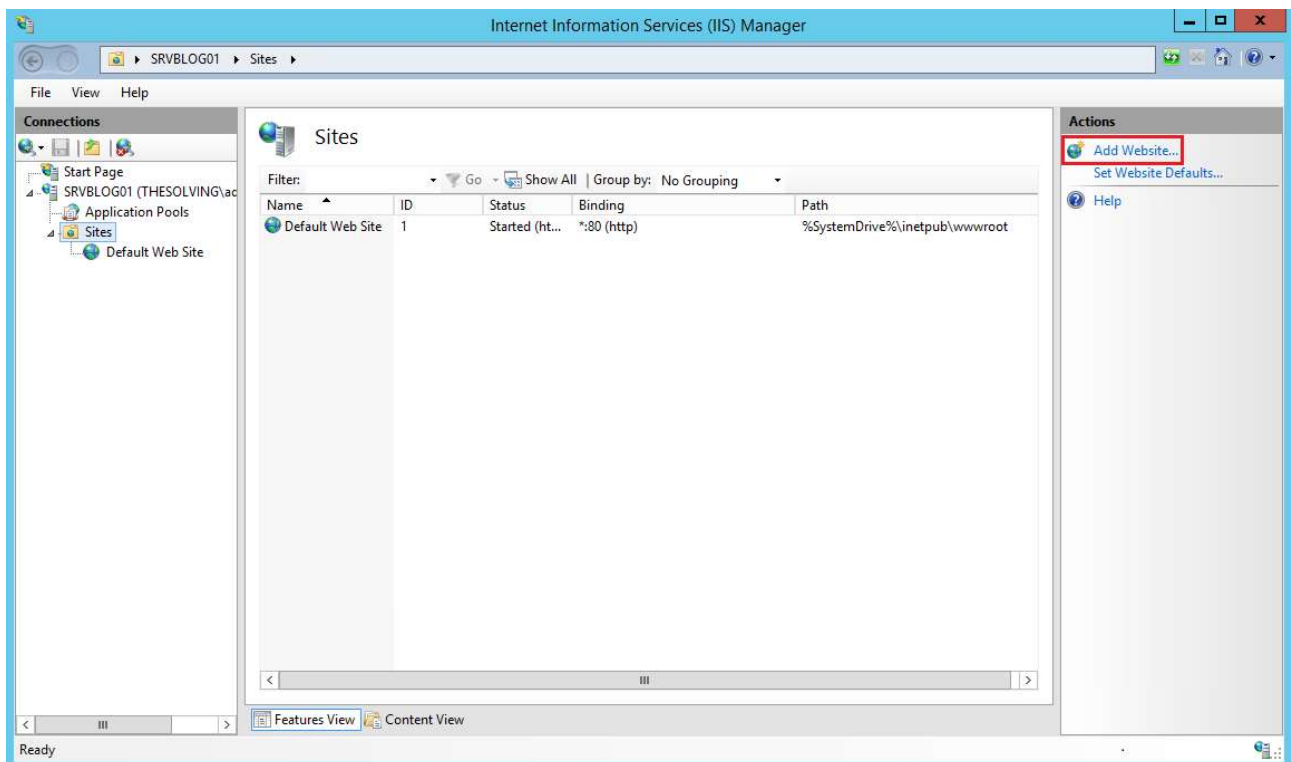 Internet Information Services (IIS) Manager
SRVBLOG01 Sites
File View Help
Connections
Start Page
SRVBLOG01 (THESOLVING\ac
Application Pools
Sites
Default Web Site
Sites
Filter: Go Show All Group by: No Grouping
Name ID Status Binding Path
Default Web Site 1 Started (ht... *:80 (http) %SystemDrive%\inetpub\wwwroot
Features View Content View
Actions
Add Website...
Set Website Defaults...
Help
Ready